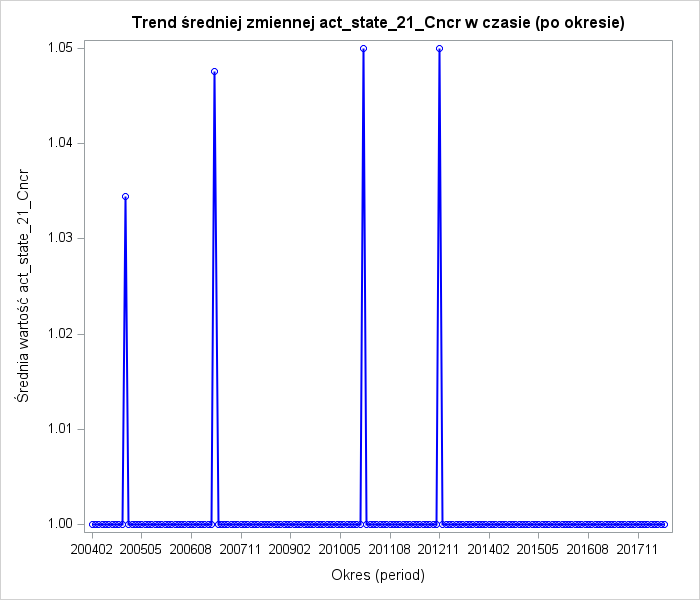 Trend średniej zmiennej act_state_21_Cncr w czasie (po okresie)
1.05
1.04
1.03
1.02
1.01
1.00
Średnia wartość act_state_21_Cncr
200402 200505 200608 200711 200902 201005 201108 201211 201402 201505 201608 201711
Okres (period)